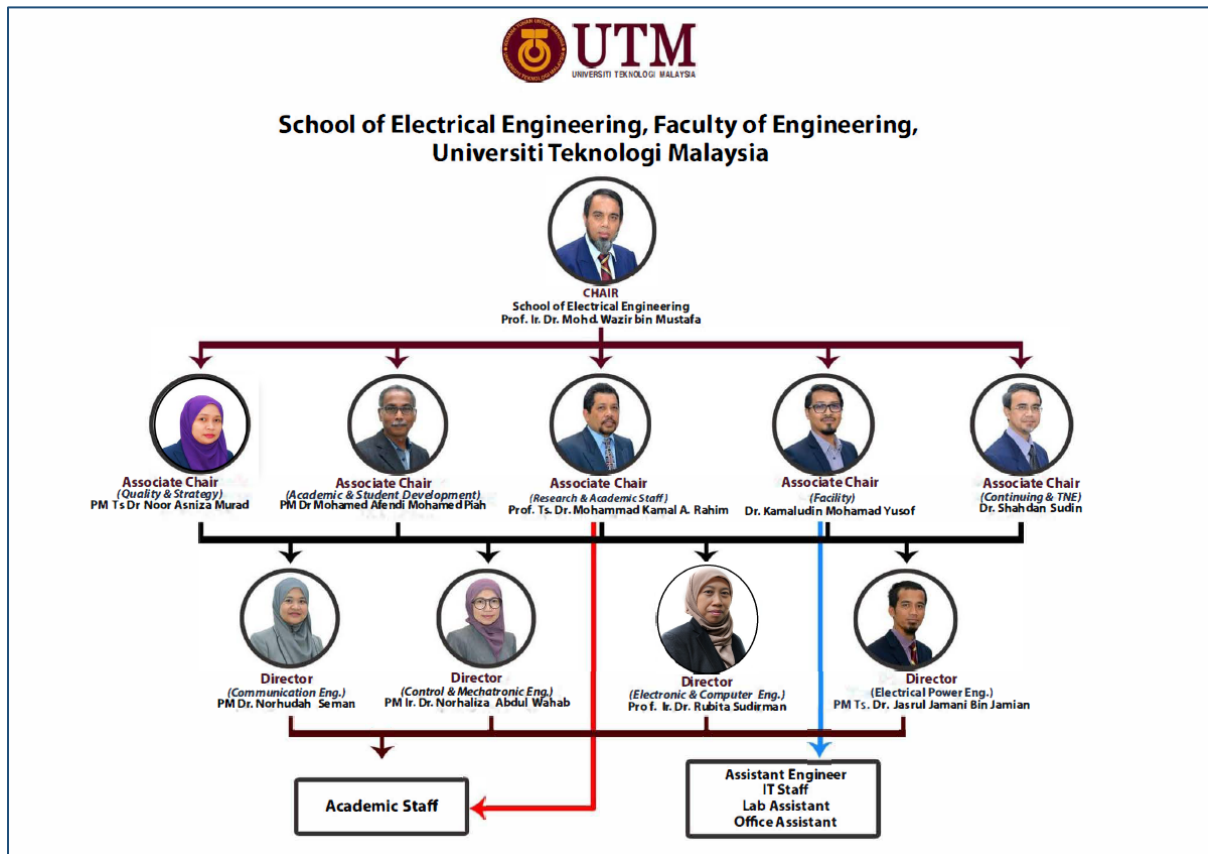 UTM
UNIVERSITI TEKNOLOGI MALAYSIA
School of Electrical Engineering, Faculty of Engineering,
Universiti Teknologi Malaysia
CHAIR
School of Electrical Engineering
Prof. Ir. Dr. Mohd. Wazir bin Mustafa
Associate Chair
(Quality & Strategy)
PM Ts Dr Noor Asniza Murad
Associate Chair
(Academic & Student Development)
PM Dr Mohamed Afendi Mohamed Piah
Associate Chair
(Research & Academic Staff)
Prof. Ts. Dr. Mohammad Kamal A. Rahim
Associate Chair
(Facility)
Dr. Kamaludin Mohamad Yusof
Associate Chair
(Continuing & TNE)
Dr. Shahdan Sudin
Director
(Communication Eng.)
PM Dr. Norhudah Seman
Director
(Control & Mechatronic Eng.)
PM Ir. Dr. Norhaliza Abdul Wahab
Director
(Electronic & Computer Eng.)
Prof. Ir. Dr. Rubita Sudirman
Director
(Electrical Power Eng.)
PM Ts. Dr. Jasrul Jamani Bin Jamian
Academic Staff
Assistant Engineer
IT Staff
Lab Assistant
Office Assistant